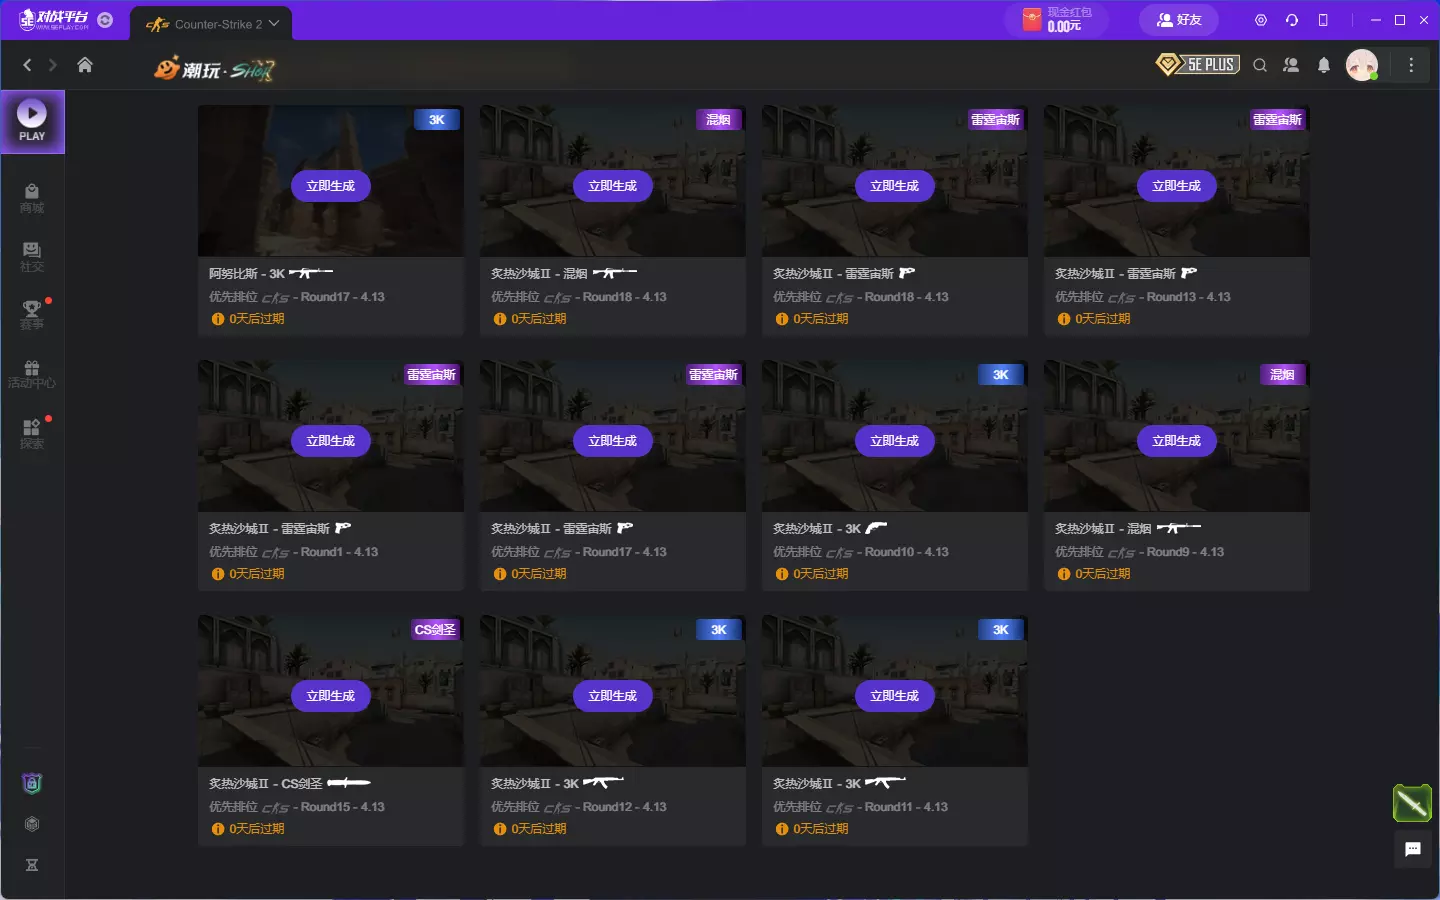 对战平台
WWW.5EPLAY.COM
Counter-Strike 2
现金红包
0.00元
好友
潮玩·SHOW
5E PLUS
PLAY
商城
社交
赛事
活动中心
探索
3K
立即生成
阿努比斯 - 3K
优先排位 - Round17 - 4.13
0天后过期
混烟
立即生成
炙热沙城Ⅱ - 混烟
优先排位 - Round18 - 4.13
0天后过期
雷霆宙斯
立即生成
炙热沙城Ⅱ - 雷霆宙斯
优先排位 - Round18 - 4.13
0天后过期
雷霆宙斯
立即生成
炙热沙城Ⅱ - 雷霆宙斯
优先排位 - Round13 - 4.13
0天后过期
雷霆宙斯
立即生成
炙热沙城Ⅱ - 雷霆宙斯
优先排位 - Round1 - 4.13
0天后过期
雷霆宙斯
立即生成
炙热沙城Ⅱ - 雷霆宙斯
优先排位 - Round17 - 4.13
0天后过期
3K
立即生成
炙热沙城Ⅱ - 3K
优先排位 - Round10 - 4.13
0天后过期
混烟
立即生成
炙热沙城Ⅱ - 混烟
优先排位 - Round9 - 4.13
0天后过期
CS剑圣
立即生成
炙热沙城Ⅱ - CS剑圣
优先排位 - Round15 - 4.13
0天后过期
3K
立即生成
炙热沙城Ⅱ - 3K
优先排位 - Round12 - 4.13
0天后过期
3K
立即生成
炙热沙城Ⅱ - 3K
优先排位 - Round11 - 4.13
0天后过期